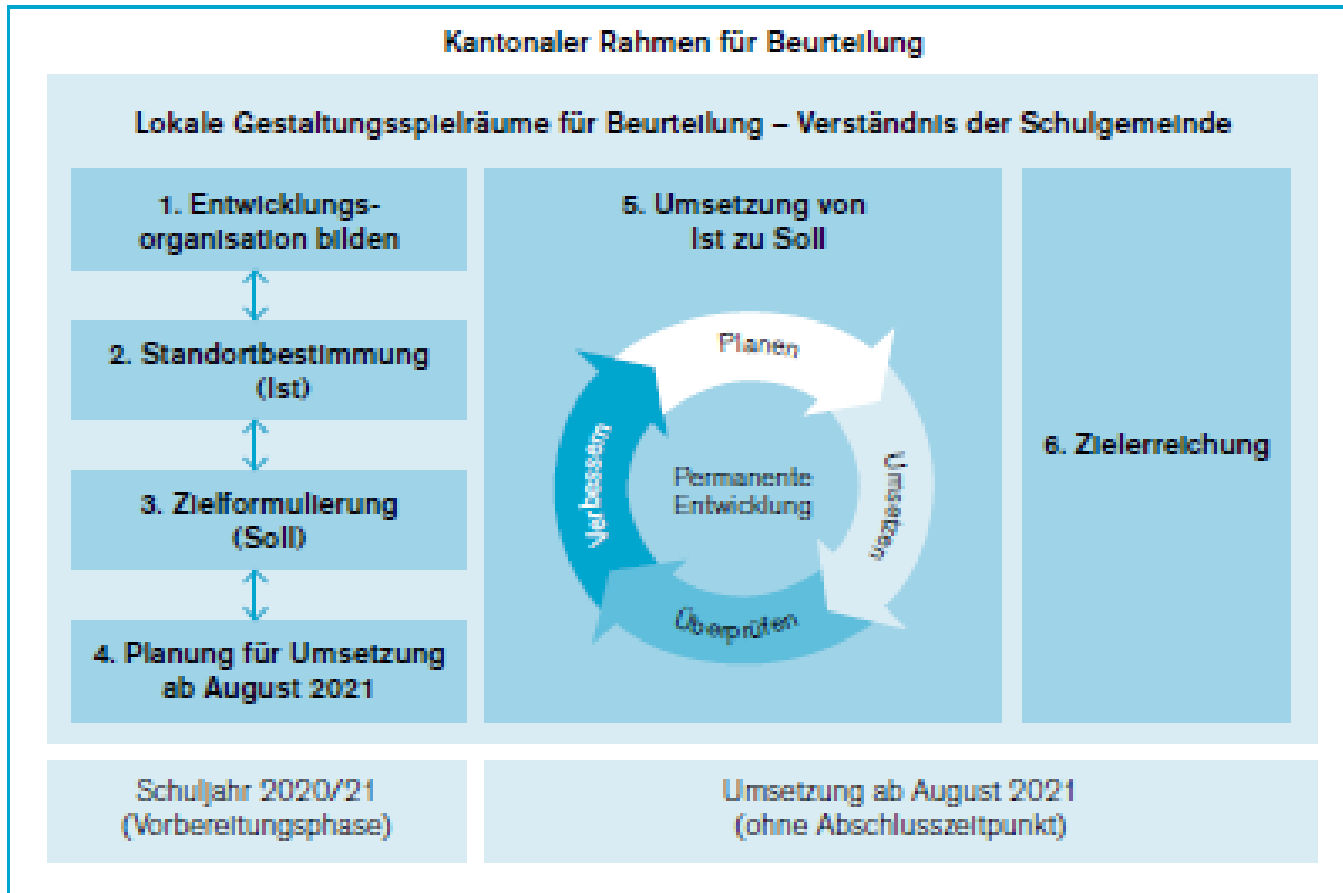 Kantonaler Rahmen für Beurteilung
Lokale Gestaltungsspielräume für Beurteilung – Verständnis der Schulgemeinde
1. Entwicklungs-
organisation bilden
2. Standortbestimmung
(Ist)
3. Zielformulierung
(Soll)
4. Planung für Umsetzung
ab August 2021
5. Umsetzung von
Ist zu Soll
Planen
Umsetzen
Überprüfen
Verbessern
Permanente
Entwicklung
6. Zielerreichung
Schuljahr 2020/21
(Vorbereitungsphase)
Umsetzung ab August 2021
(ohne Abschlusszeitpunkt)